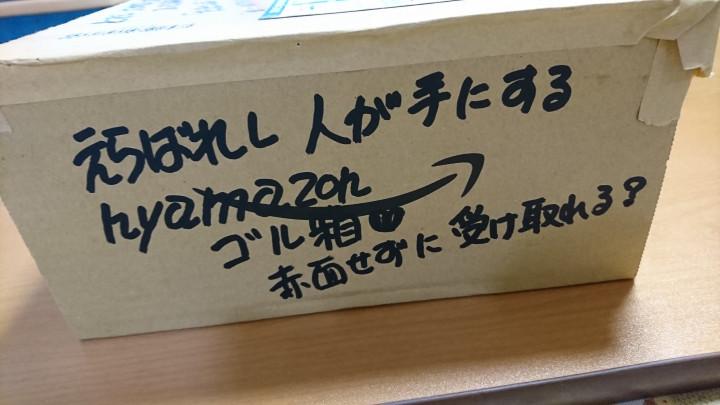 えらばれし 人が手にする
nyamazon
ゴル箱
赤面せずに 受け取れる?